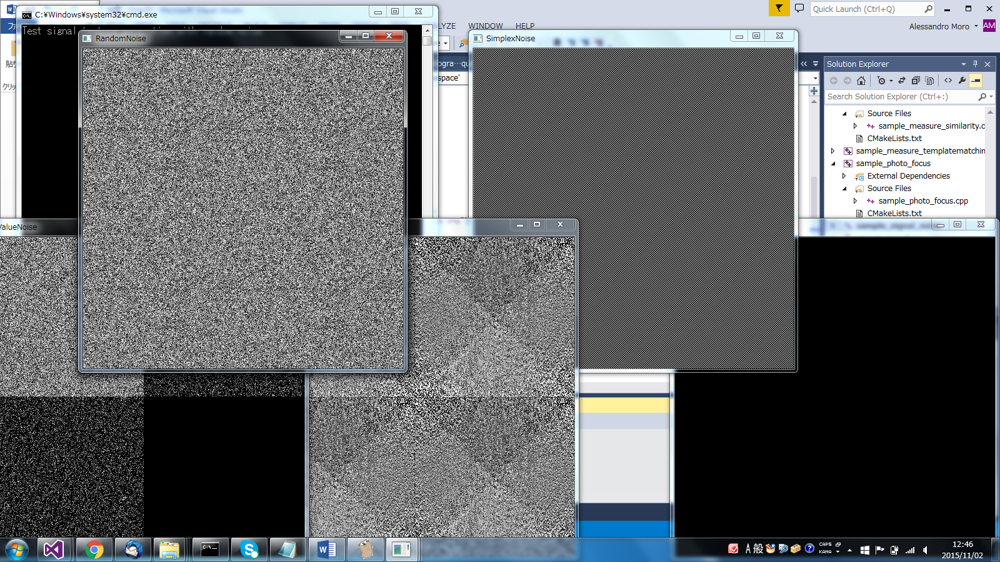 C:¥Windows¥system32¥cmd.exe
Quick Launch (Ctrl+Q)
Test signal
LYZE WINDOW HELP
Alessandro Moro AM
RandomNoise
SimplexNoise
Solution Explorer
space'
Search Solution Explorer (Ctrl+:)
Source Files
sample_measure_similarity.c
CMakeLists.txt
sample_measure_templatematchin
sample_photo_focus
External Dependencies
Source Files
sample_photo_focus.cpp
CMakeLists.txt
ValueNoise
A 般
CAPS
KANA
12:46
2015/11/02